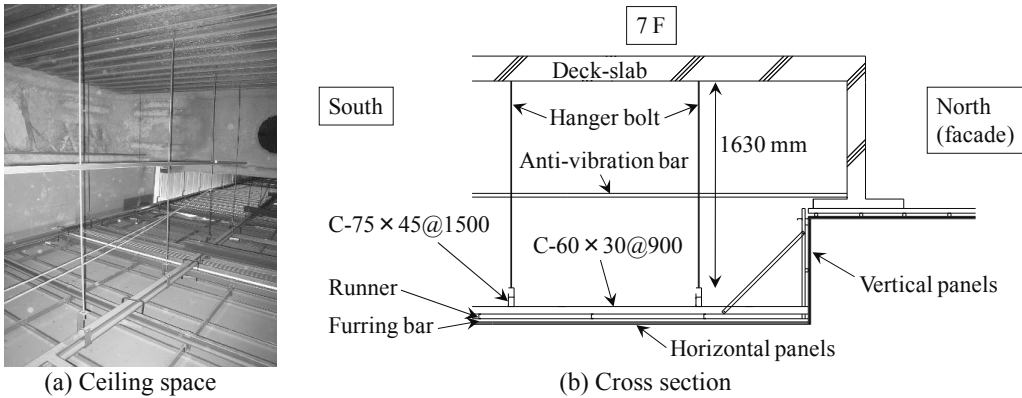 7 F
Deck-slab
South
North
(facade)
Hanger bolt
1630 mm
Anti-vibration bar
C-75×45@1500
C-60×30@900
Runner
Furring bar
Vertical panels
Horizontal panels
(a) Ceiling space
(b) Cross section